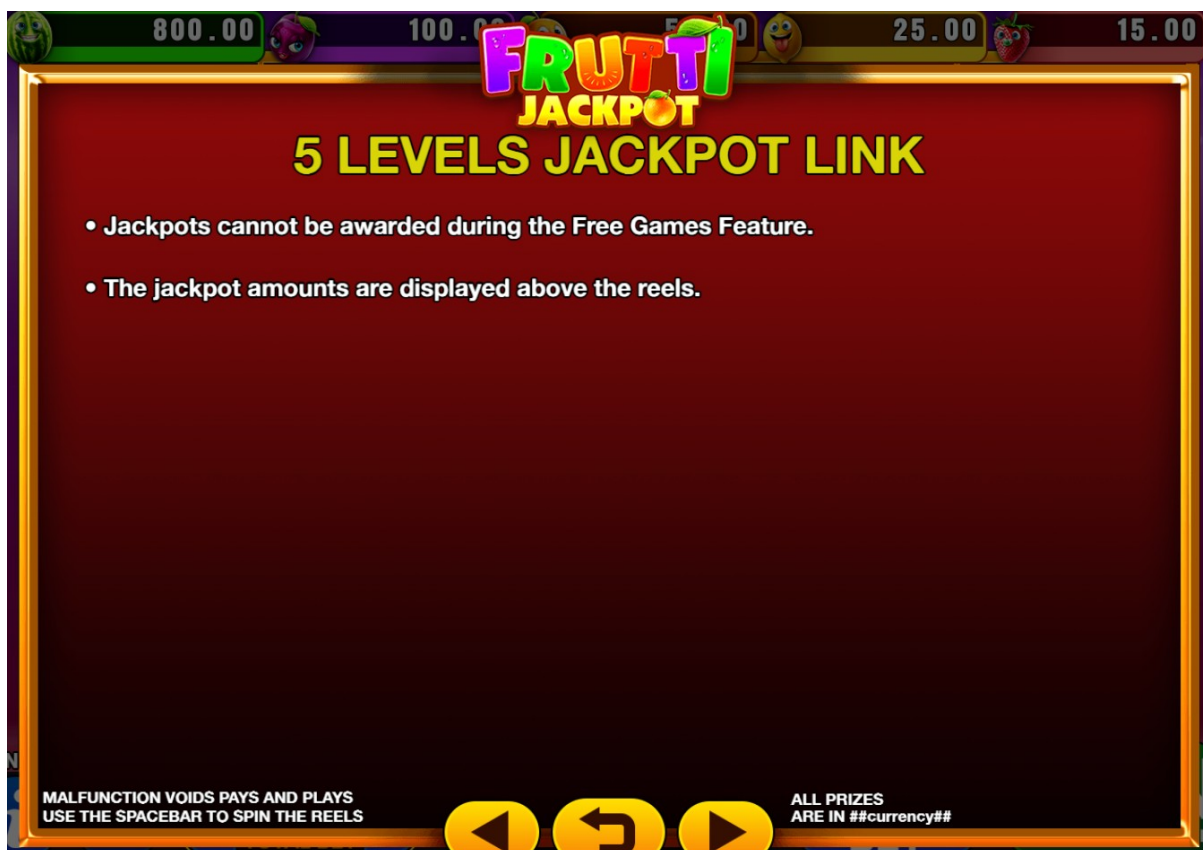 800.00
25.00
15.00
FRUTTI
JACKPOT
5 LEVELS JACKPOT LINK
• Jackpots cannot be awarded during the Free Games Feature.
• The jackpot amounts are displayed above the reels.
MALFUNCTION VOIDS PAYS AND PLAYS
USE THE SPACEBAR TO SPIN THE REELS
ALL PRIZES
ARE IN ##currency##